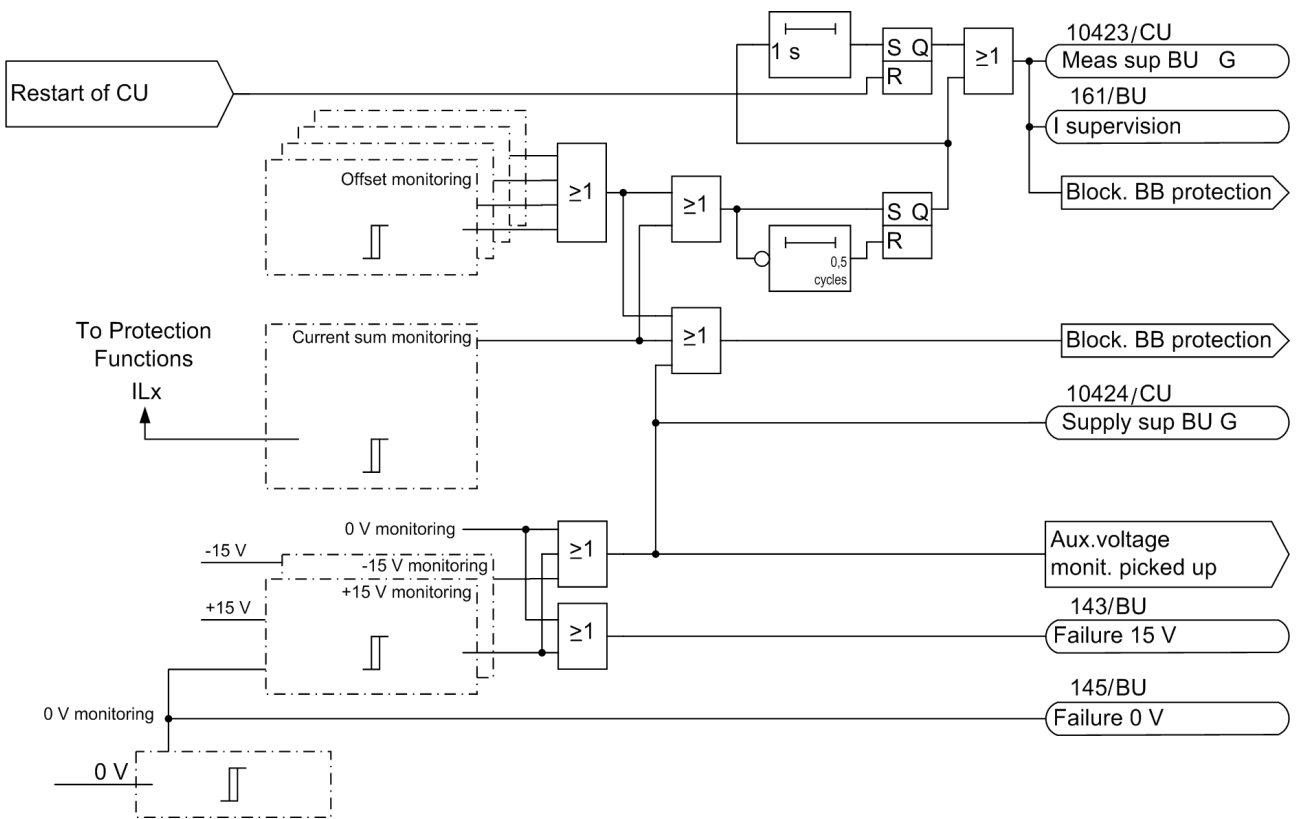 10423/CU
1 s
S Q
≥1
Meas sup BU G
R
Restart of CU
161/BU
I supervision
Offset monitoring
≥1
≥1
Block. BB protection
S Q
R
0,5
cycles
To Protection
Functions
ILx
Current sum monitoring
≥1
Block. BB protection
10424/CU
Supply sup BU G
0 V monitoring
-15 V
-15 V monitoring
≥1
Aux.voltage
monit. picked up
+15 V
+15 V monitoring
≥1
143/BU
Failure 15 V
145/BU
0 V monitoring
Failure 0 V
0 V